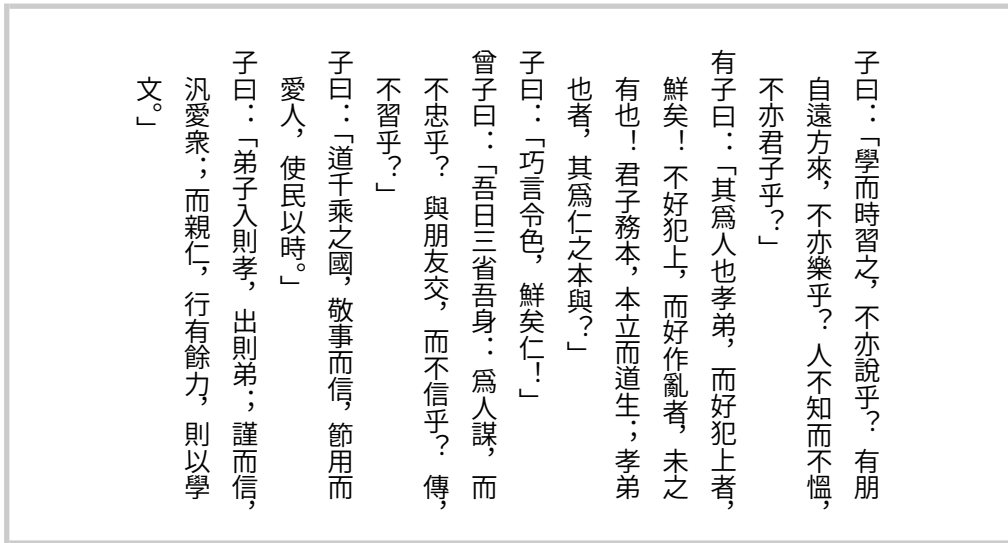 子曰：「學而時習之，不亦說乎？有朋
自遠方來，不亦樂乎？人不知而不慍，
不亦君子乎？」
有子曰：「其爲人也孝弟，而好犯上者，
鮮矣！不好犯上，而好作亂者，未之
有也！君子務本，本立而道生；孝弟
也者，其爲仁之本與？」
子曰：「巧言令色，鮮矣仁！」
曾子曰：「吾日三省吾身：爲人謀，而
不忠乎？與朋友交，而不信乎？傳，
不習乎？」
子曰：「道千乘之國，敬事而信，節用而
愛人，使民以時。」
子曰：「弟子入則孝，出則弟；謹而信，
汎愛衆；而親仁，行有餘力，則以學
文。」